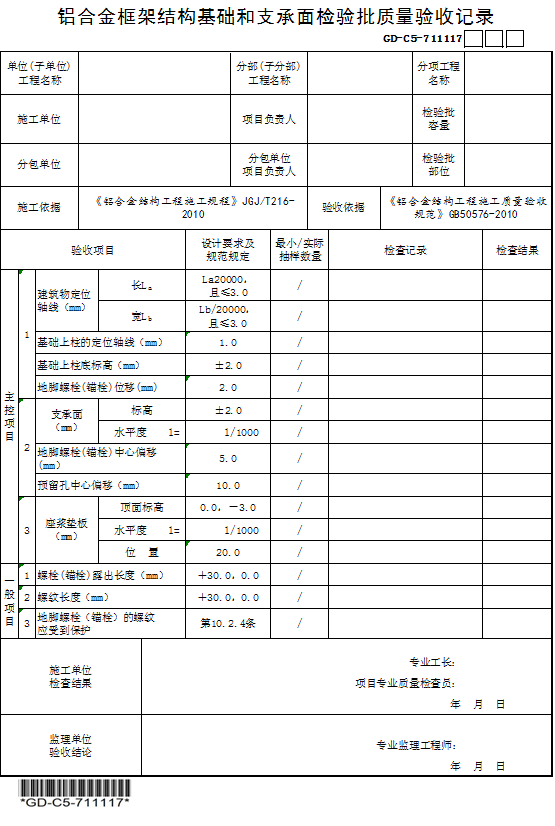 铝合金框架结构基础和支承面检验批质量验收记录
GD-C5-711117
单位(子单位)
工程名称
分部(子分部)
工程名称
分项工程
名称
施工单位
项目负责人
检验批
容量
分包单位
分包单位
项目负责人
检验批
部位
施工依据
《铝合金结构工程施工规程》JGJ/T216-
2010
验收依据
《铝合金结构工程施工质量验收
规范》GB50576-2010
验收项目
设计要求及
规范规定
最小/实际
抽样数量
检查记录
检查结果
主控项目
1
建筑物定位
轴线(mm)
长La
La20000,
且≤3.0
/
宽Lb
Lb/20000,
且≤3.0
/
基础上柱的定位轴线(mm)
1.0
/
基础上柱底标高(mm)
±2.0
/
地脚螺栓(锚栓)位移(mm)
2.0
/
2
支承面
(mm)
标高
±2.0
/
水平度 l=
1/1000
/
地脚螺栓(锚栓)中心偏移
(mm)
5.0
/
预留孔中心偏移(mm)
10.0
/
3
座浆垫板
(mm)
顶面标高
0.0，-3.0
/
水平度 l=
1/1000
/
位 置
20.0
/
一般项目
1
螺栓(锚栓)露出长度(mm)
+30.0，0.0
/
2
螺纹长度(mm)
+30.0，0.0
/
3
地脚螺栓（锚栓）的螺纹
应受到保护
第10.2.4条
/
施工单位
检查结果
专业工长：
项目专业质量检查员：
年 月 日
监理单位
验收结论
专业监理工程师：
年 月 日
*GD-C5-711117*